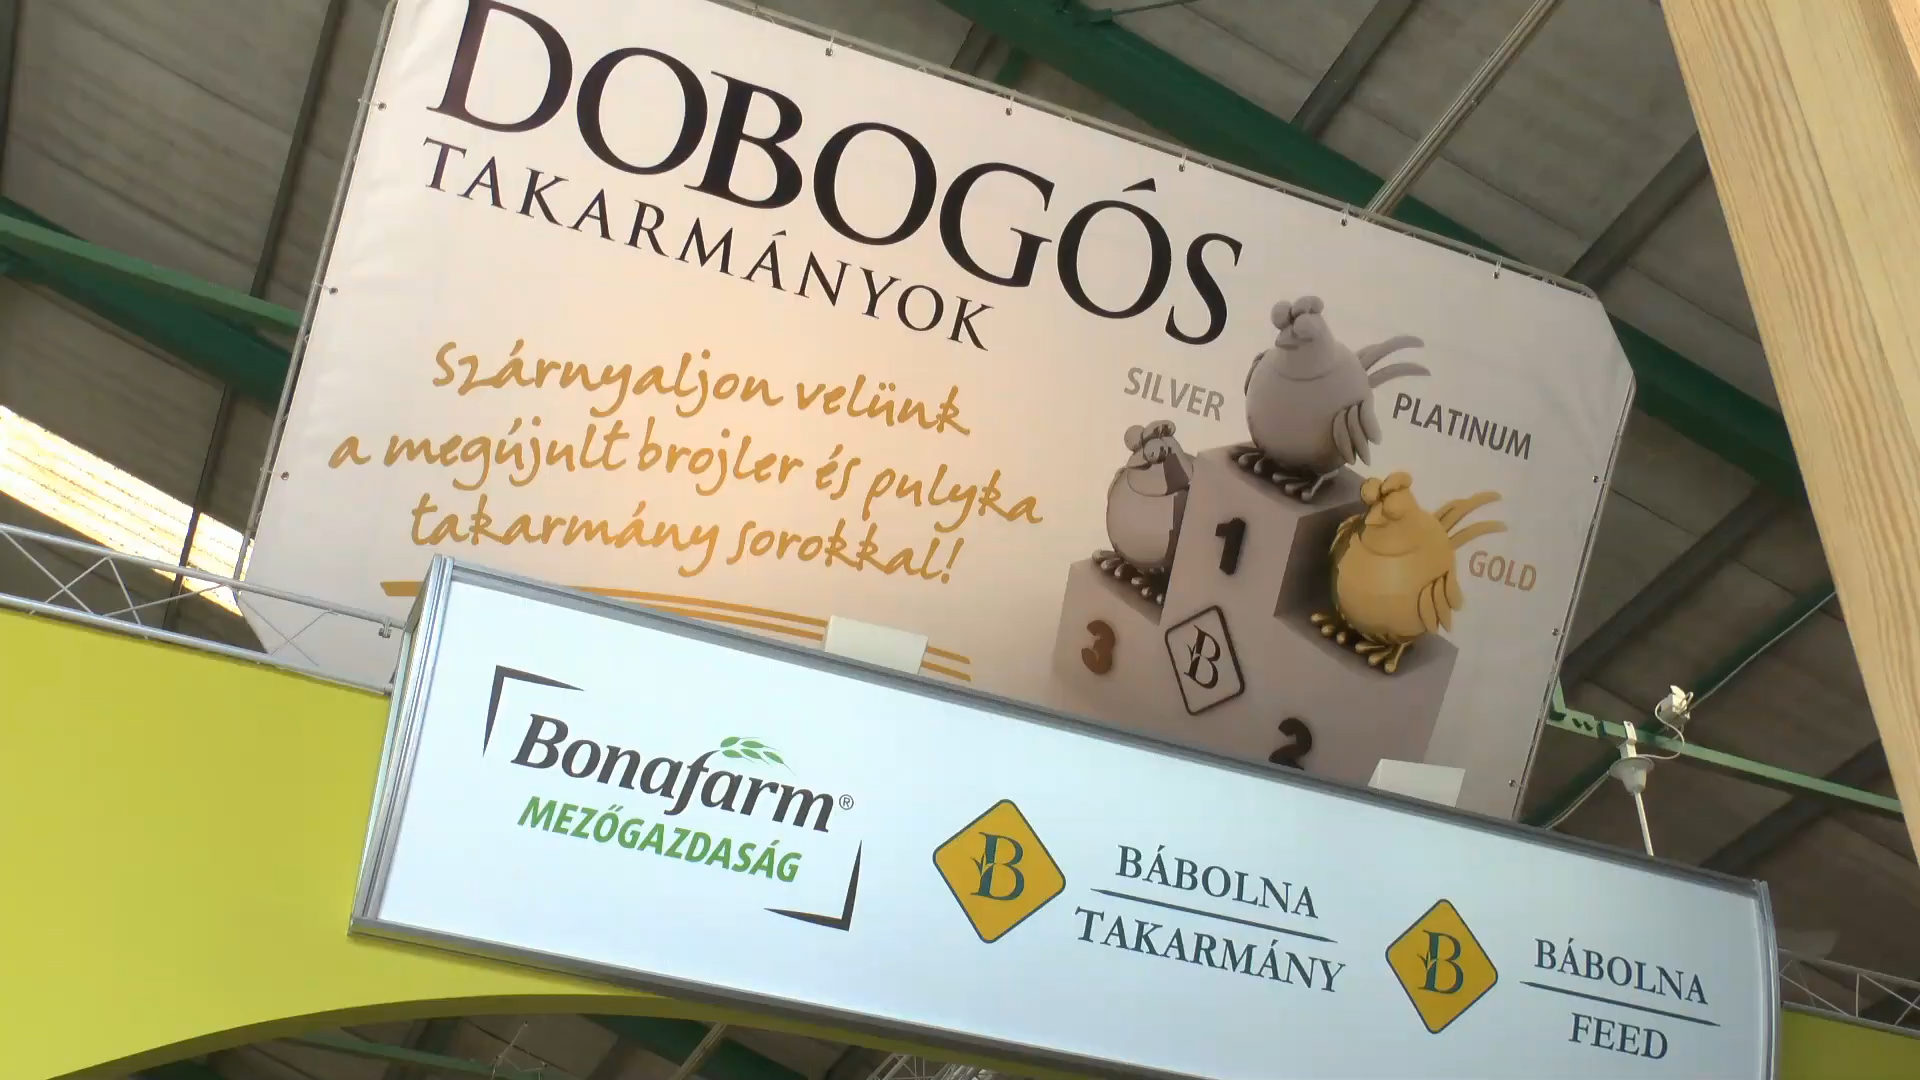 DOBOGÓS
TAKARMÁNYOK
Szárnyaljon velünk
a megújult brojler és pulyka
takarmány sorokkal!
SILVER
PLATINUM
GOLD
1
3
B
2
Bonafarm®
MEZŐGAZDASÁG
B
BÁBOLNA
TAKARMÁNY
B
BÁBOLNA
FEED